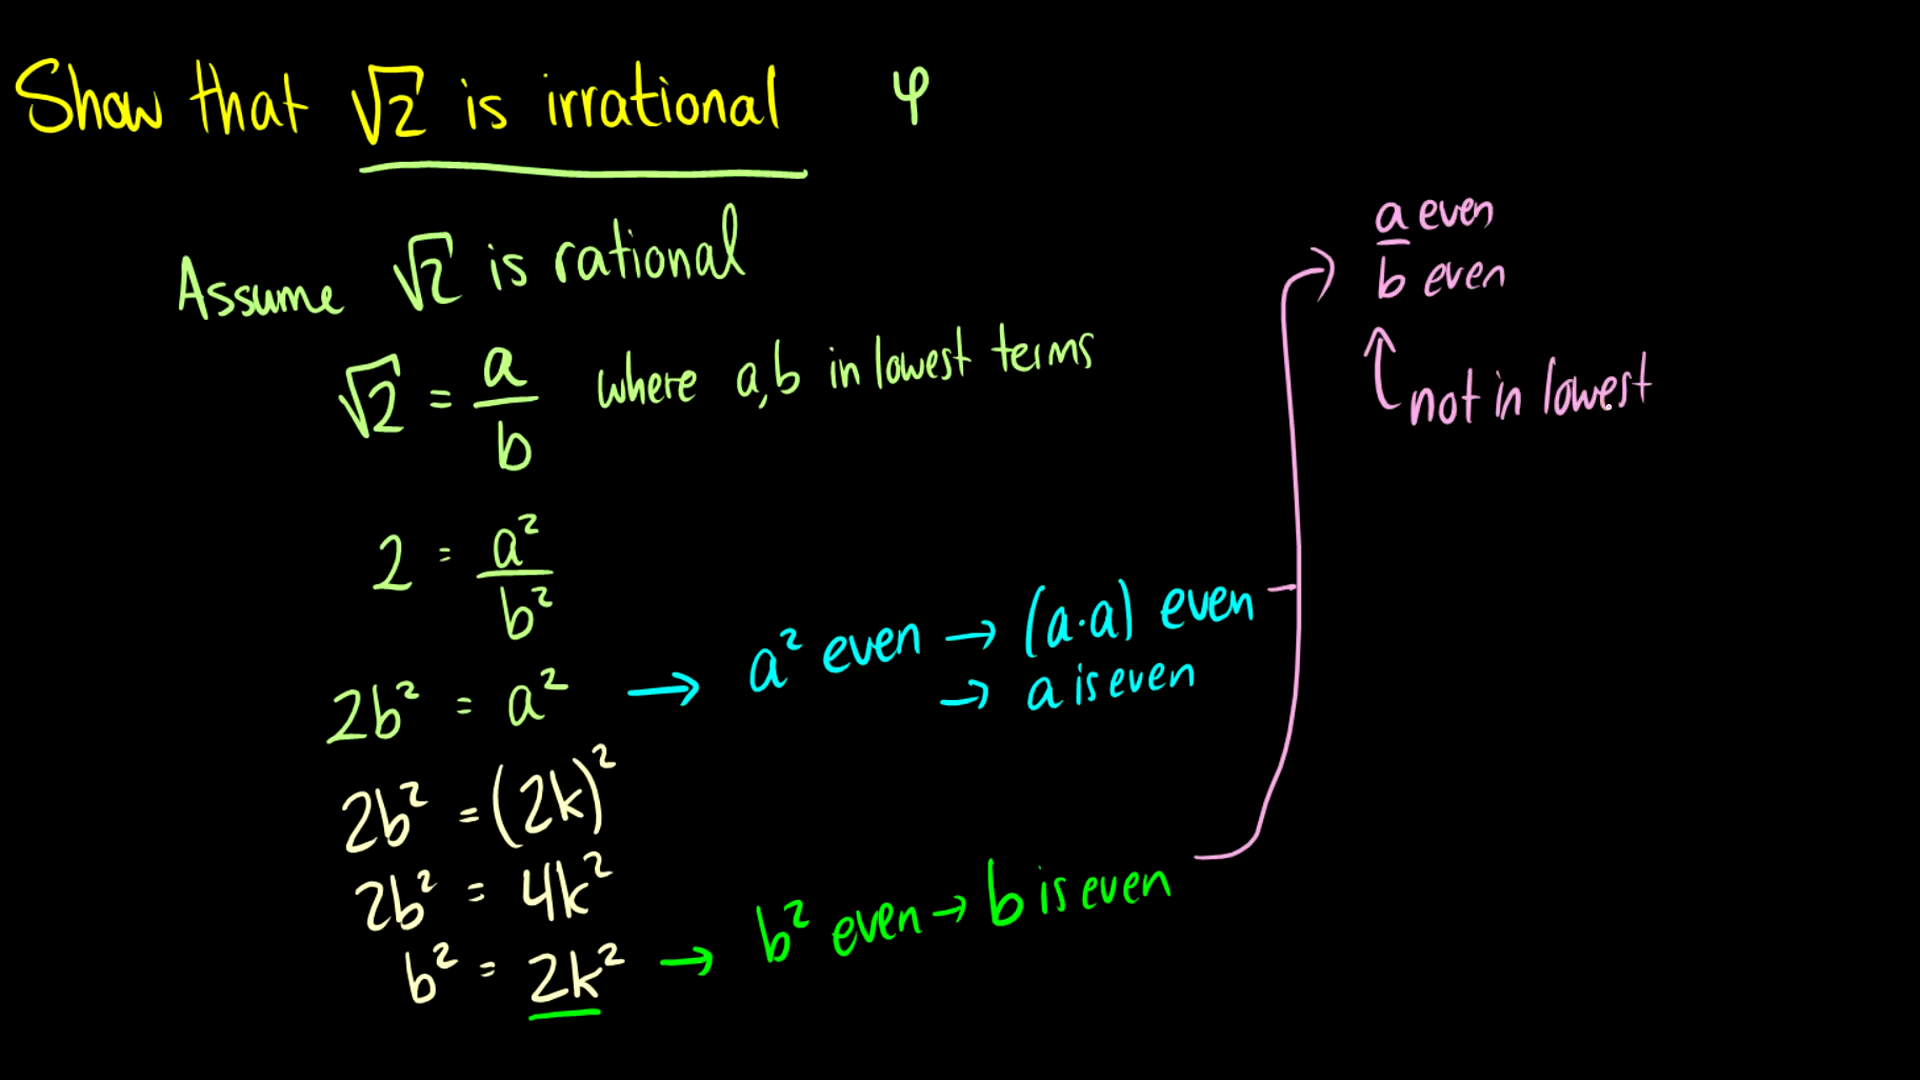 Show that √2 is irrational φ
Assume √2 is rational
√2 = a/b where a,b in lowest terms
2 = a²/b²
2b² = a² → a² even → (a·a) even
→ a is even
2b² = (2k)²
2b² = 4k²
b² = 2k² → b² even → b is even
a even
b even
not in lowest